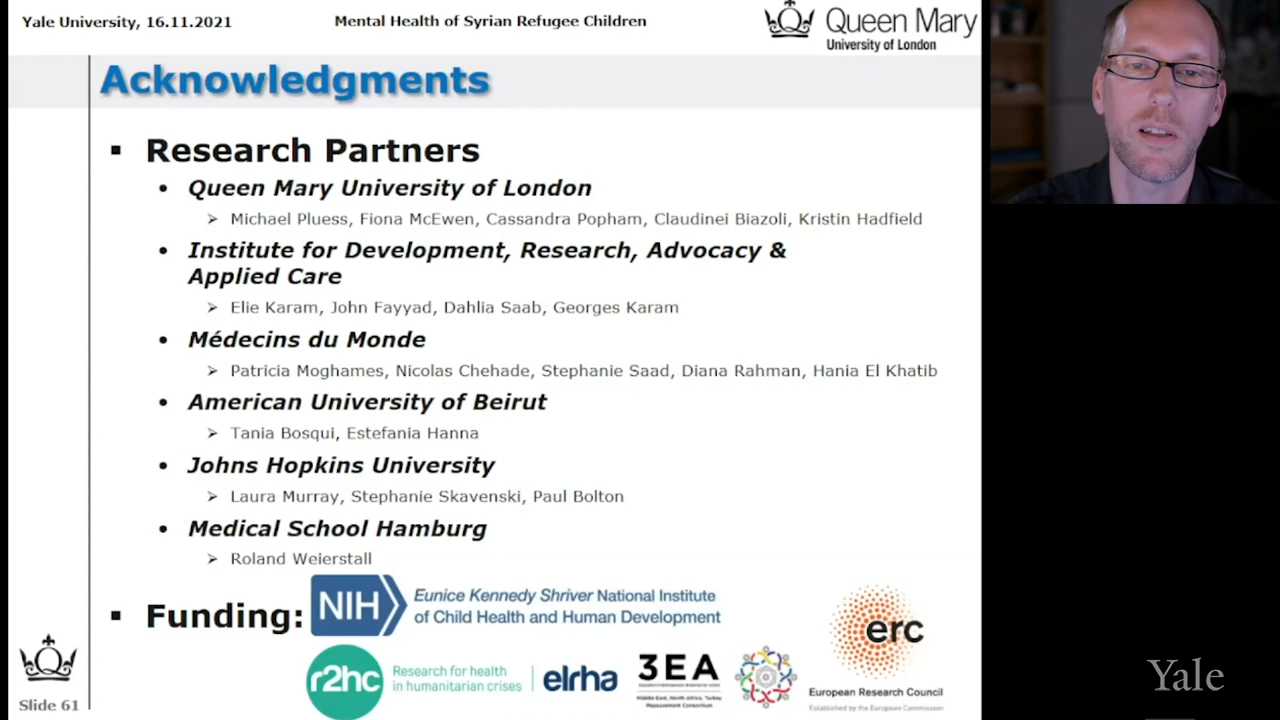 Yale University, 16.11.2021
Mental Health of Syrian Refugee Children
Queen Mary
University of London
Acknowledgments
Research Partners
Queen Mary University of London
Michael Pluess, Fiona McEwen, Cassandra Popham, Claudinei Biazoli, Kristin Hadfield
Institute for Development, Research, Advocacy &
Applied Care
Elie Karam, John Fayyad, Dahlia Saab, Georges Karam
Médecins du Monde
Patricia Moghames, Nicolas Chehade, Stephanie Saad, Diana Rahman, Hania El Khatib
American University of Beirut
Tania Bosqui, Estefania Hanna
Johns Hopkins University
Laura Murray, Stephanie Skavenski, Paul Bolton
Medical School Hamburg
Roland Weierstall
Funding:
NIH
Eunice Kennedy Shriver National Institute
of Child Health and Human Development
r2hc
Research for health
in humanitarian crises
elrha
3EA
Middle East, North Africa, Turkey
Measurement Consortium
erc
European Research Council
Established by the European Commission
Slide 61
Yale